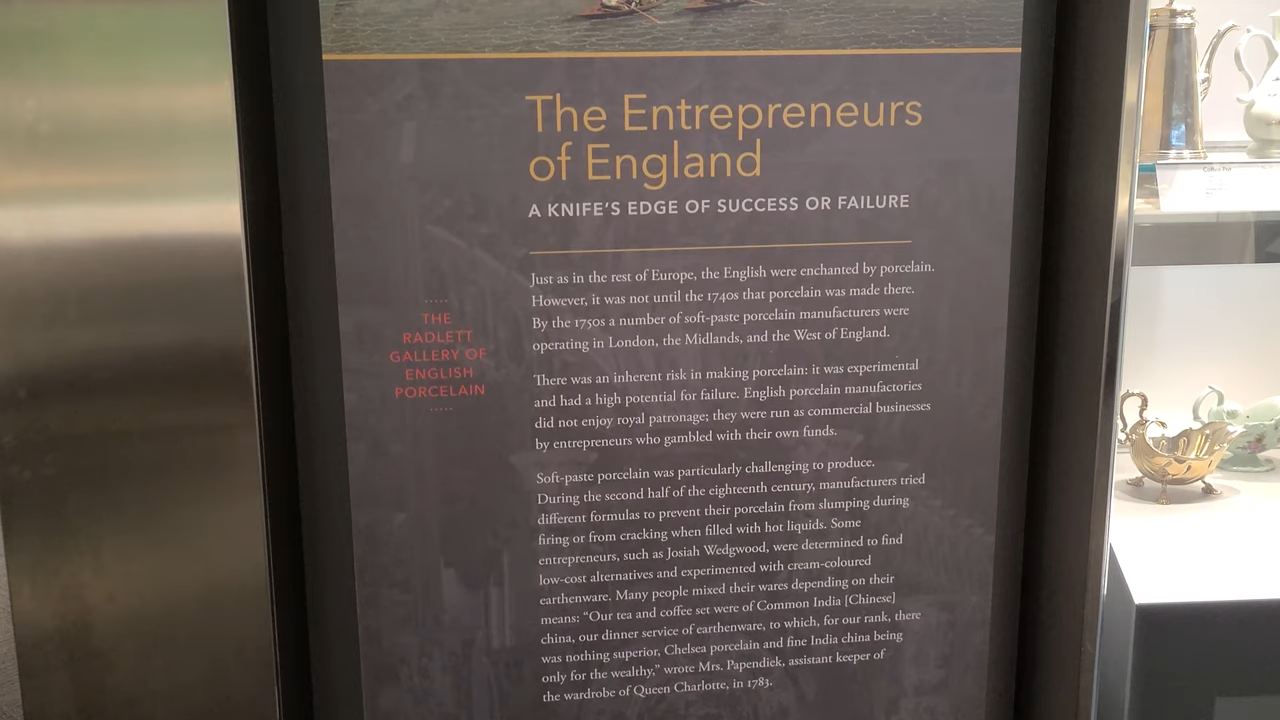 The Entrepreneurs
of England
A KNIFE'S EDGE OF SUCCESS OR FAILURE
Just as in the rest of Europe, the English were enchanted by porcelain.
However, it was not until the 1740s that porcelain was made there.
By the 1750s a number of soft-paste porcelain manufacturers were
operating in London, the Midlands, and the West of England.
There was an inherent risk in making porcelain: it was experimental
and had a high potential for failure. English porcelain manufactories
did not enjoy royal patronage; they were run as commercial businesses
by entrepreneurs who gambled with their own funds.
Soft-paste porcelain was particularly challenging to produce.
During the second half of the eighteenth century, manufacturers tried
different formulas to prevent their porcelain from slumping during
firing or from cracking when filled with hot liquids. Some
entrepreneurs, such as Josiah Wedgwood, were determined to find
low-cost alternatives and experimented with cream-coloured
earthenware. Many people mixed their wares depending on their
means: “Our tea and coffee set were of Common India [Chinese]
china, our dinner service of earthenware, to which, for our rank, there
was nothing superior, Chelsea porcelain and fine India china being
only for the wealthy,” wrote Mrs. Papendiek, assistant keeper of
the wardrobe of Queen Charlotte, in 1783.
.....
THE
RADLETT
GALLERY OF
ENGLISH
PORCELAIN
.....
Coffee Pot